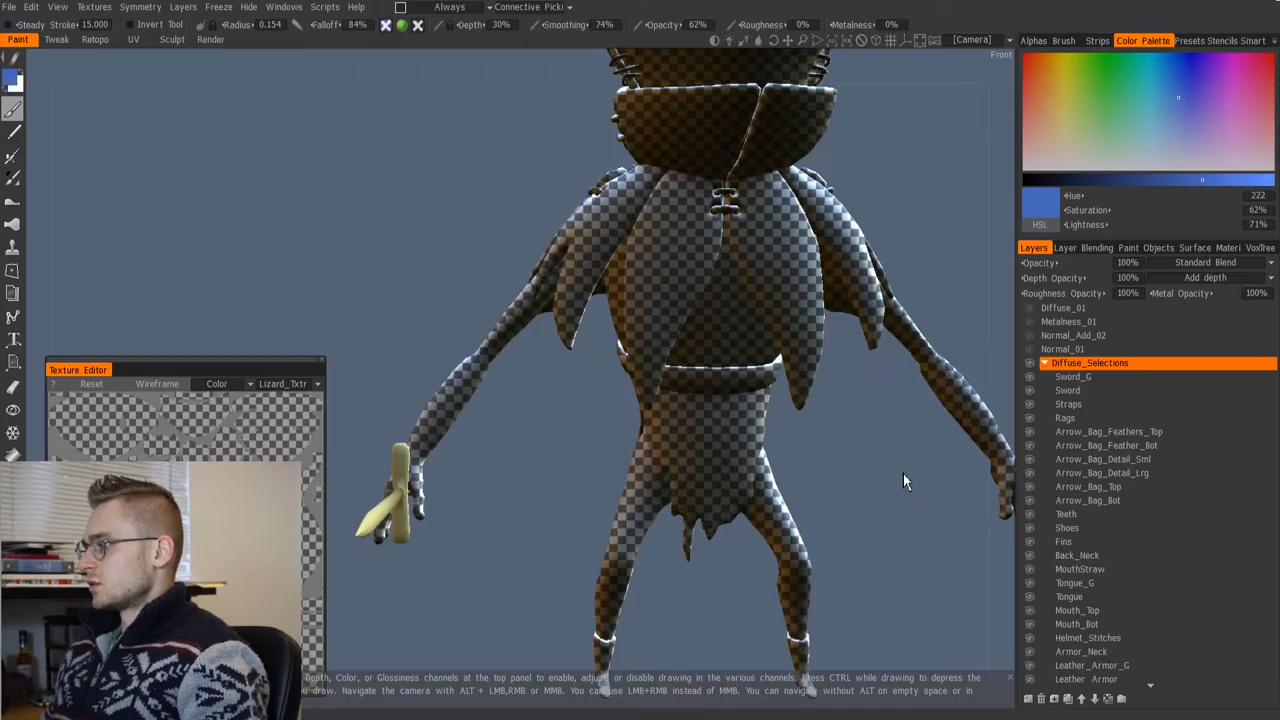 File Edit View Textures Symmetry Layers Freeze Hide Windows Scripts Help Always Connective Picki
Steady Stroke 15.000 Invert Tool Radius 0.154 Falloff 84% Depth 30% Smoothing 74% Opacity 62% Roughness 0% Metalness 0%
Paint Tweak Retopo UV Sculpt Render [Camera] Alphas Brush Strips Color Palette Presets Stencils Smart
Front
Hue 222
Saturation 62%
HSL Lightness 71%
Layers Layer Blending Paint Objects Surface Materi VoxTree
Opacity 100% Standard Blend
Depth Opacity 100% Add depth
Roughness Opacity 100% Metal Opacity 100%
Diffuse_01
Metalness_01
Normal_Add_02
Normal_01
Diffuse_Selections
Sword_G
Sword
Straps
Rags
Arrow_Bag_Feathers_Top
Arrow_Bag_Feather_Bot
Arrow_Bag_Detail_Sml
Arrow_Bag_Detail_Lrg
Arrow_Bag_Top
Arrow_Bag_Bot
Teeth
Shoes
Fins
Back_Neck
MouthStraw
Tongue_G
Tongue
Mouth_Top
Mouth_Bot
Helmet_Stitches
Armor_Neck
Leather_Armor_G
Leather Armor
Texture Editor
? Reset Wireframe Color Lizard_Txtr
Depth, Color, or Glossiness channels at the top panel to enable, adjust or disable drawing in the various channels. Press CTRL while drawing to depress the
u draw. Navigate the camera with ALT + LMB,RMB or MMB. You can use LMB+RMB instead of MMB. You can navigate without ALT on empty space or in